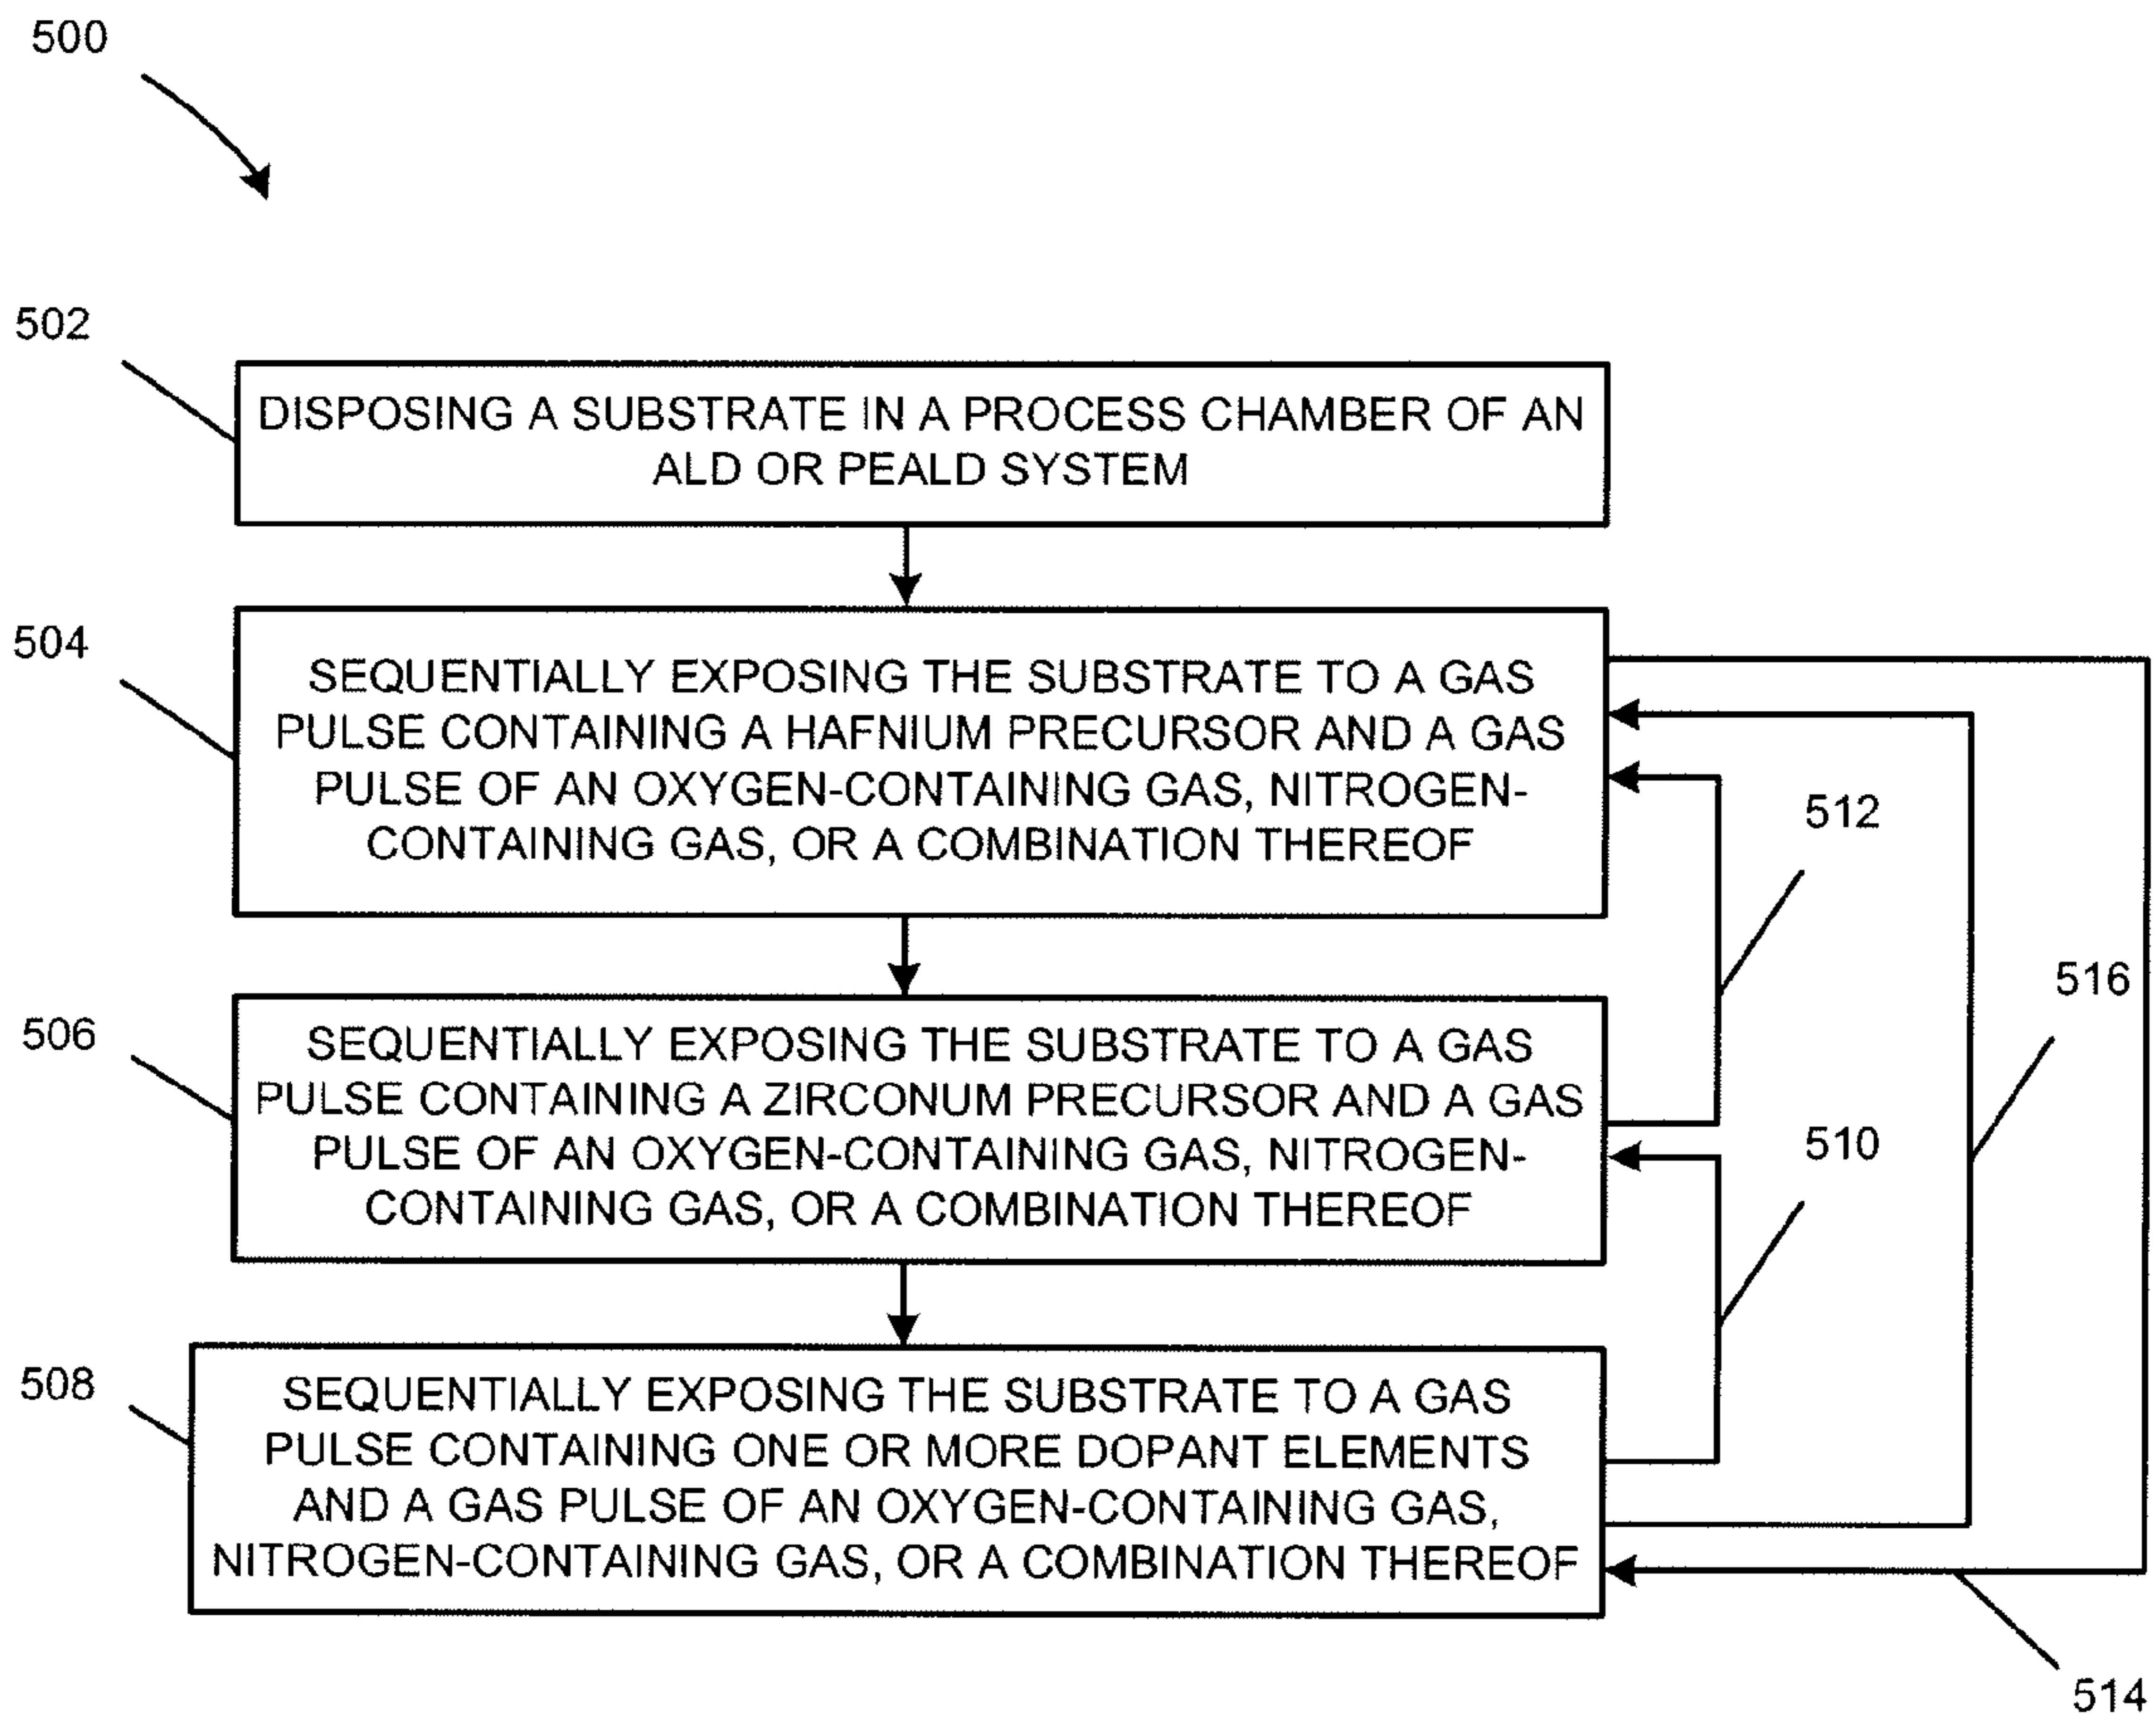 500
502
DISPOSING A SUBSTRATE IN A PROCESS CHAMBER OF AN
ALD OR PEALD SYSTEM
504
SEQUENTIALLY EXPOSING THE SUBSTRATE TO A GAS
PULSE CONTAINING A HAFNIUM PRECURSOR AND A GAS
PULSE OF AN OXYGEN-CONTAINING GAS, NITROGEN-
CONTAINING GAS, OR A COMBINATION THEREOF
512
516
506
SEQUENTIALLY EXPOSING THE SUBSTRATE TO A GAS
PULSE CONTAINING A ZIRCONUM PRECURSOR AND A GAS
PULSE OF AN OXYGEN-CONTAINING GAS, NITROGEN-
CONTAINING GAS, OR A COMBINATION THEREOF
510
508
SEQUENTIALLY EXPOSING THE SUBSTRATE TO A GAS
PULSE CONTAINING ONE OR MORE DOPANT ELEMENTS
AND A GAS PULSE OF AN OXYGEN-CONTAINING GAS,
NITROGEN-CONTAINING GAS, OR A COMBINATION THEREOF
514